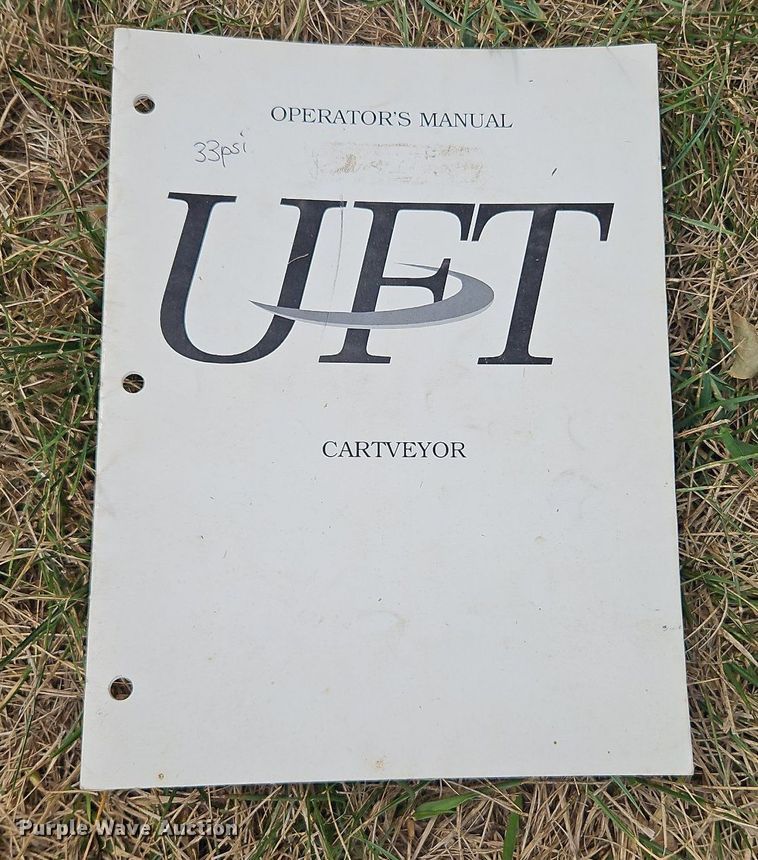 OPERATOR'S MANUAL
33psi
UFT
CARTVEYOR
Purple Wave Auction